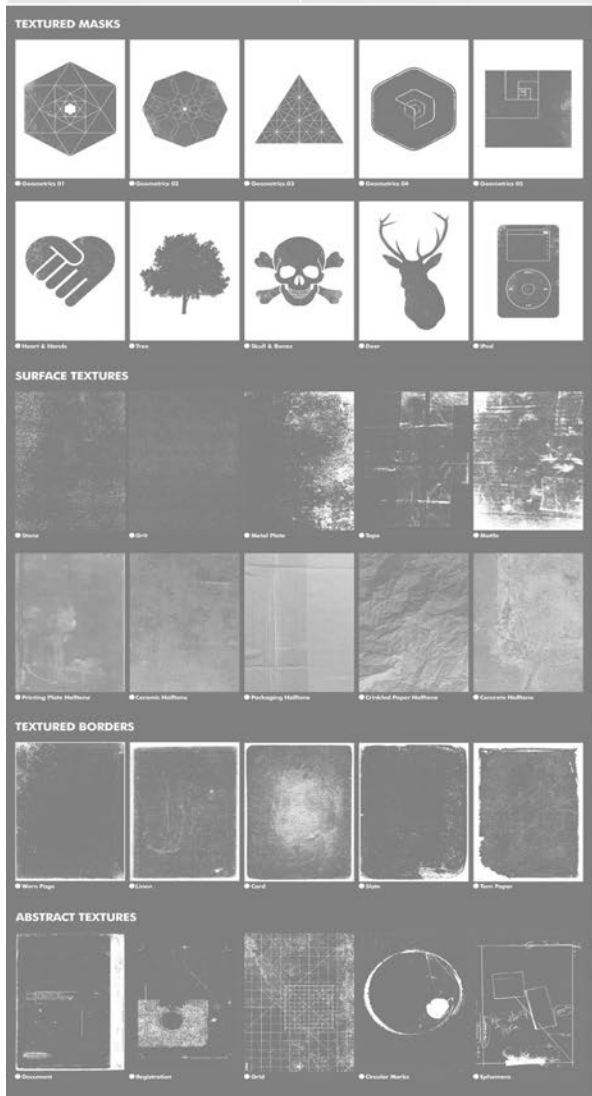 TEXTURED MASKS
Geometrics 01
Geometrics 02
Geometrics 03
Geometrics 04
Geometrics 05
Heart & Hands
Tree
Skull & Bones
Deer
iPod
SURFACE TEXTURES
Stone
Grit
Metal Plate
Tape
Mottle
Printing Plate Halftone
Ceramic Halftone
Packaging Halftone
Crinkled Paper Halftone
Concrete Halftone
TEXTURED BORDERS
Worn Page
Linen
Card
Slate
Torn Paper
ABSTRACT TEXTURES
Document
Registration
Grid
Circular Marks
Ephemera